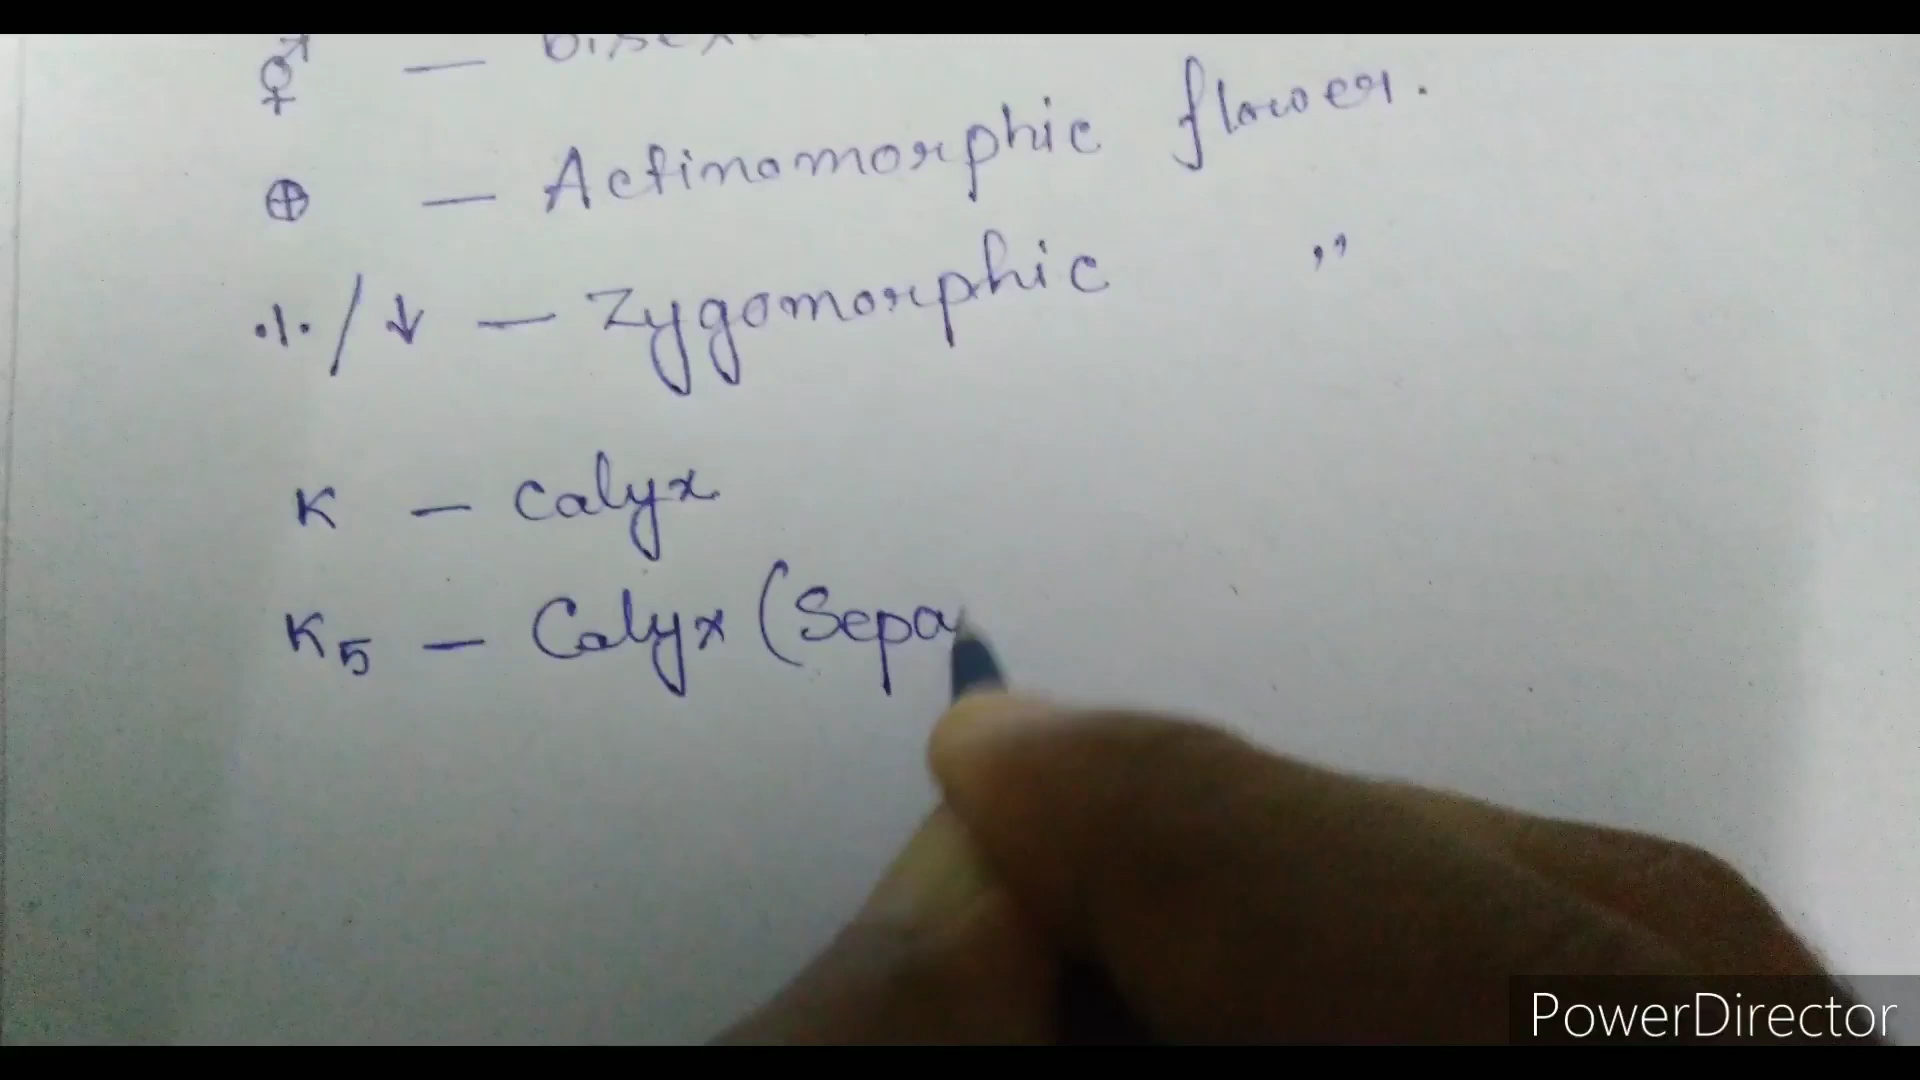 ⚥ —
⊕ — Actinomorphic flower.
·|· / ↓ — Zygomorphic ,,
K — Calyx
K5 — Calyx (Sepa
PowerDirector